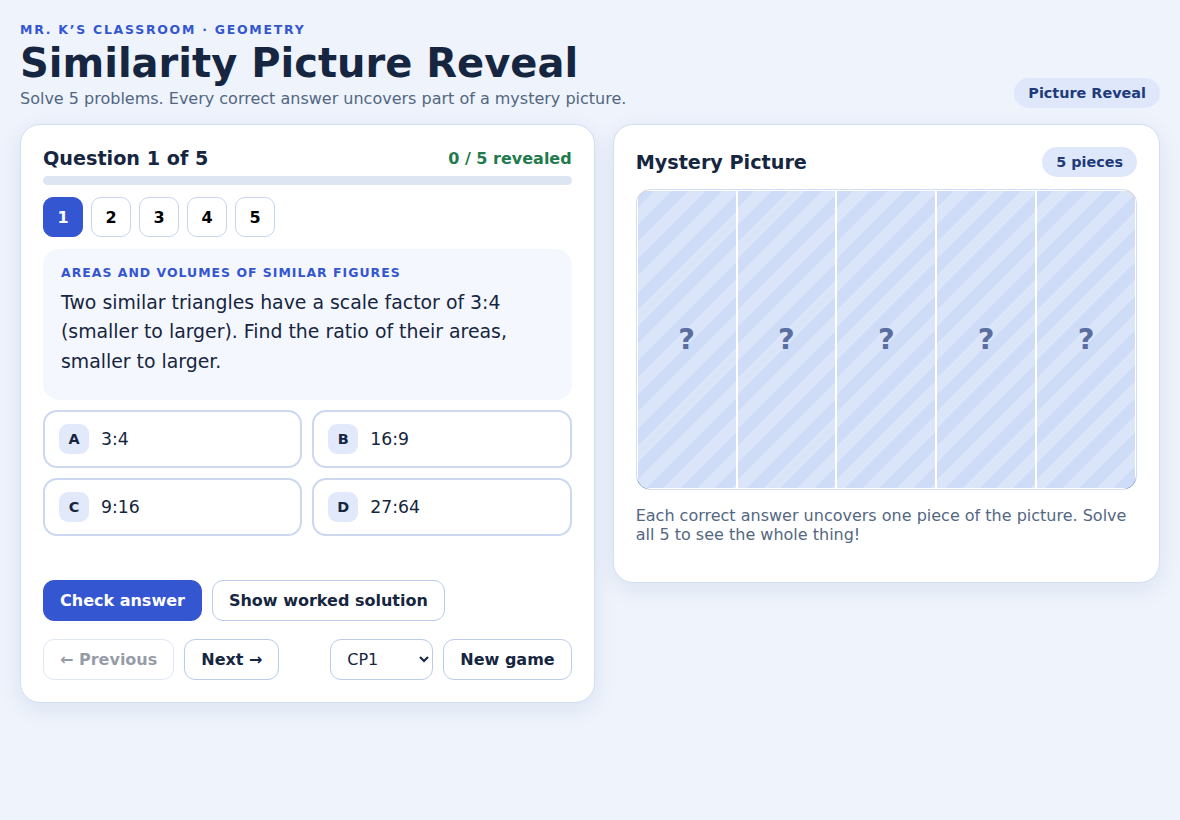 MR. K’S CLASSROOM · GEOMETRY
Similarity Picture Reveal
Solve 5 problems. Every correct answer uncovers part of a mystery picture.
Picture Reveal
Question 1 of 5
0 / 5 revealed
1 2 3 4 5
AREAS AND VOLUMES OF SIMILAR FIGURES
Two similar triangles have a scale factor of 3:4
(smaller to larger). Find the ratio of their areas,
smaller to larger.
A 3:4
B 16:9
C 9:16
D 27:64
Check answer
Show worked solution
← Previous
Next →
CP1
New game
Mystery Picture
5 pieces
? ? ? ? ?
Each correct answer uncovers one piece of the picture. Solve
all 5 to see the whole thing!